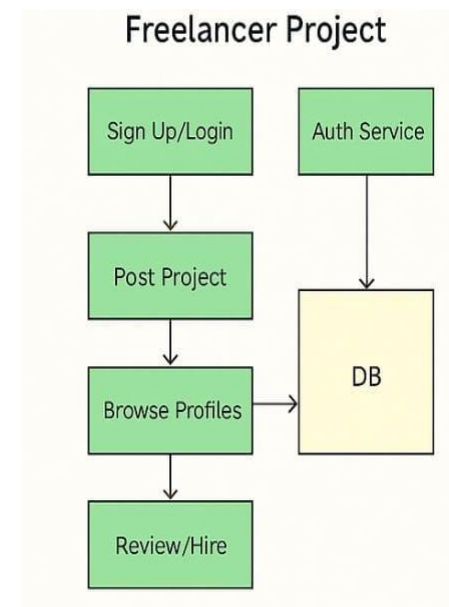 Freelancer Project
Sign Up/Login
Auth Service
Post Project
DB
Browse Profiles
Review/Hire